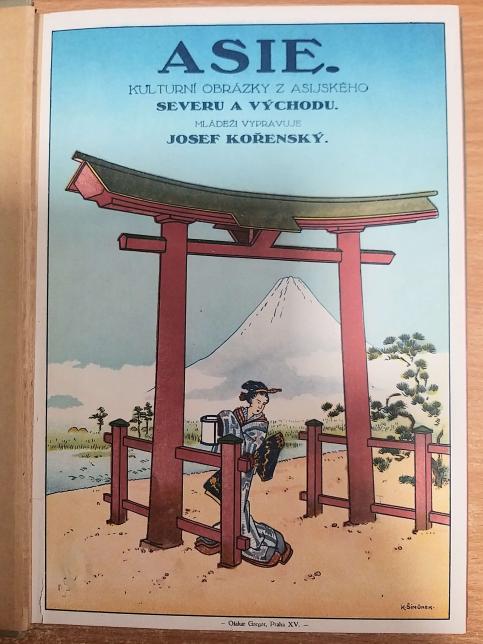 ASIE.
KULTURNÍ OBRÁZKY Z ASIJSKÉHO
SEVERU A VÝCHODU.
MLÁDEŽI VYPRAVUJE
JOSEF KOŘENSKÝ.
K. ŠIMŮNEK.
– Otakar Gregor, Praha XV. –